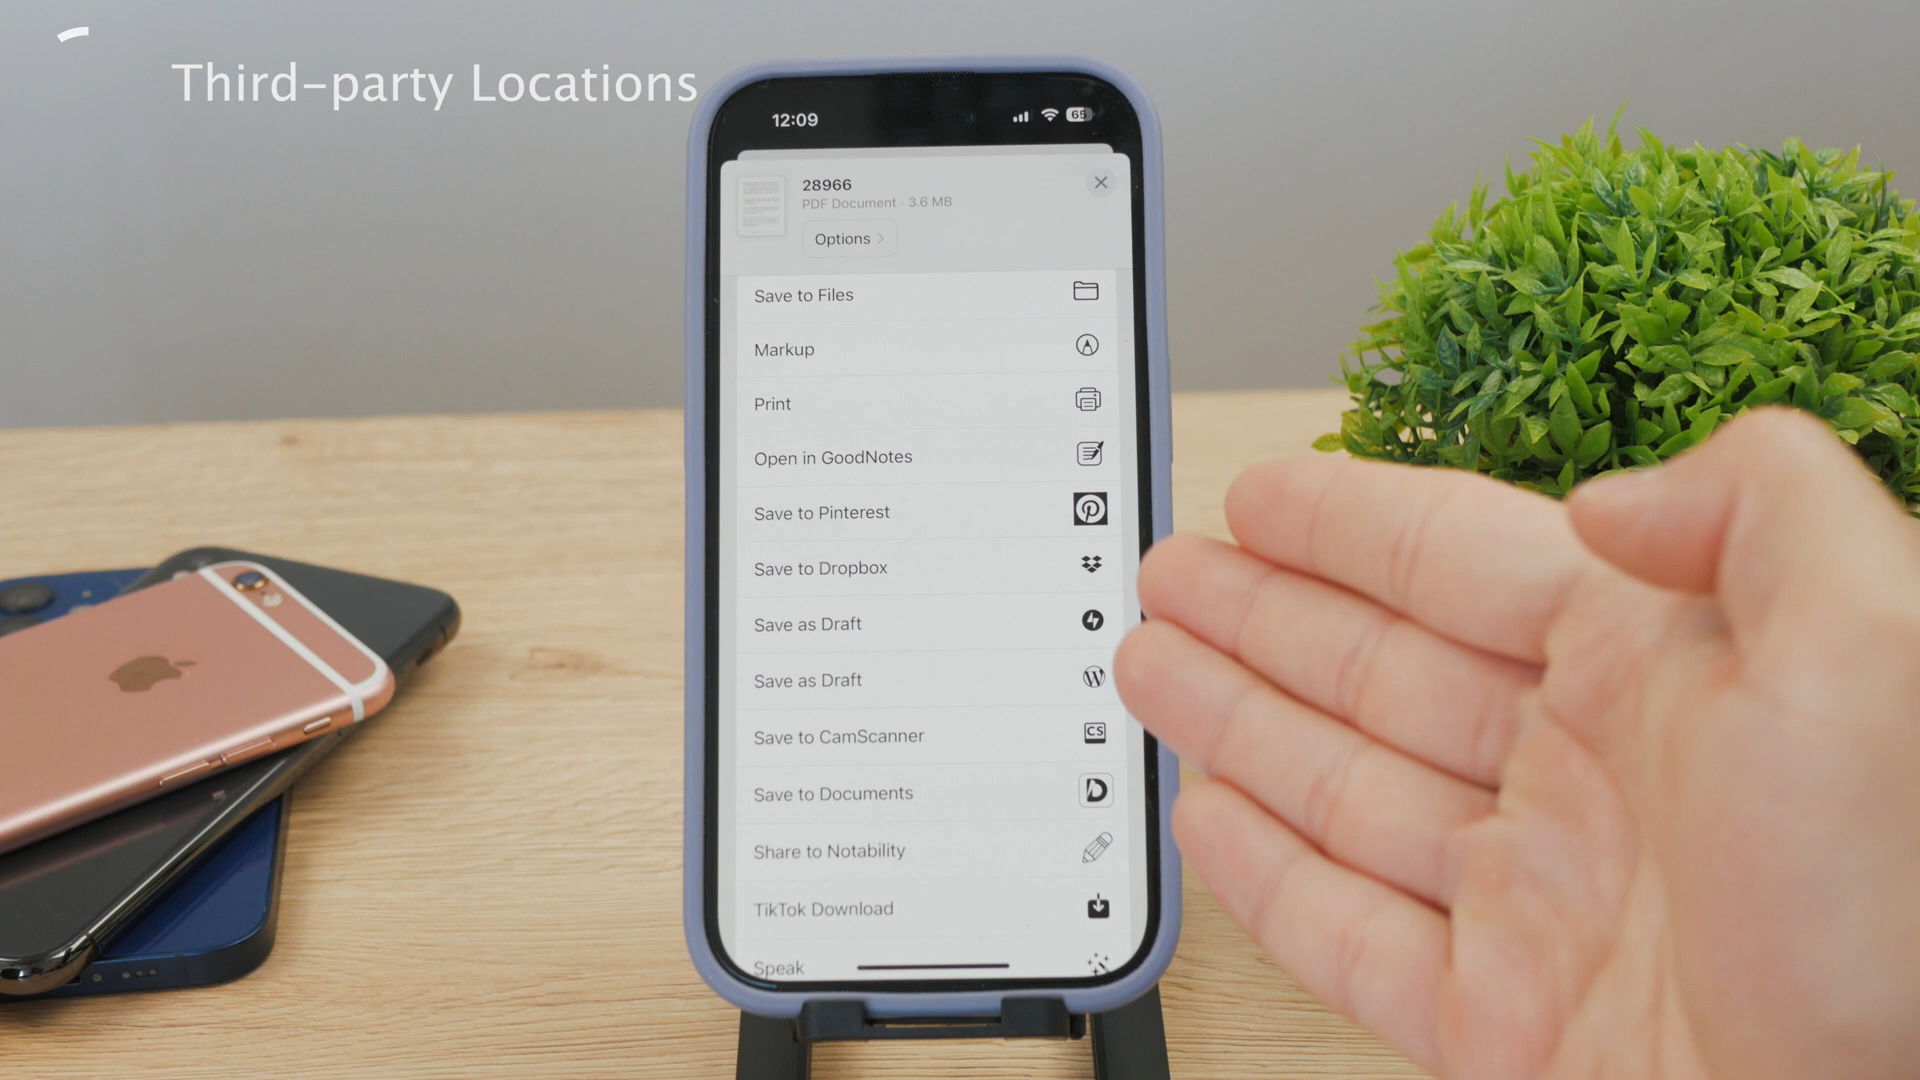 Third-party Locations
12:09
65
28966
PDF Document · 3.6 MB
Options
Save to Files
Markup
Print
Open in GoodNotes
Save to Pinterest
Save to Dropbox
Save as Draft
Save as Draft
Save to CamScanner
CS
Save to Documents
Share to Notability
TikTok Download
Speak